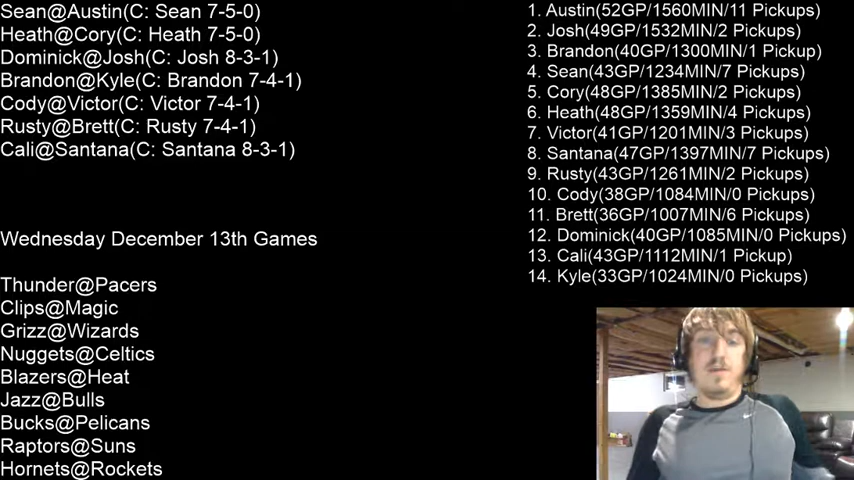 Sean@Austin(C: Sean 7-5-0)
Heath@Cory(C: Heath 7-5-0)
Dominick@Josh(C: Josh 8-3-1)
Brandon@Kyle(C: Brandon 7-4-1)
Cody@Victor(C: Victor 7-4-1)
Rusty@Brett(C: Rusty 7-4-1)
Cali@Santana(C: Santana 8-3-1)
Wednesday December 13th Games
Thunder@Pacers
Clips@Magic
Grizz@Wizards
Nuggets@Celtics
Blazers@Heat
Jazz@Bulls
Bucks@Pelicans
Raptors@Suns
Hornets@Rockets
1. Austin(52GP/1560MIN/11 Pickups)
2. Josh(49GP/1532MIN/2 Pickups)
3. Brandon(40GP/1300MIN/1 Pickup)
4. Sean(43GP/1234MIN/7 Pickups)
5. Cory(48GP/1385MIN/2 Pickups)
6. Heath(48GP/1359MIN/4 Pickups)
7. Victor(41GP/1201MIN/3 Pickups)
8. Santana(47GP/1397MIN/7 Pickups)
9. Rusty(43GP/1261MIN/2 Pickups)
10. Cody(38GP/1084MIN/0 Pickups)
11. Brett(36GP/1007MIN/6 Pickups)
12. Dominick(40GP/1085MIN/0 Pickups)
13. Cali(43GP/1112MIN/1 Pickup)
14. Kyle(33GP/1024MIN/0 Pickups)